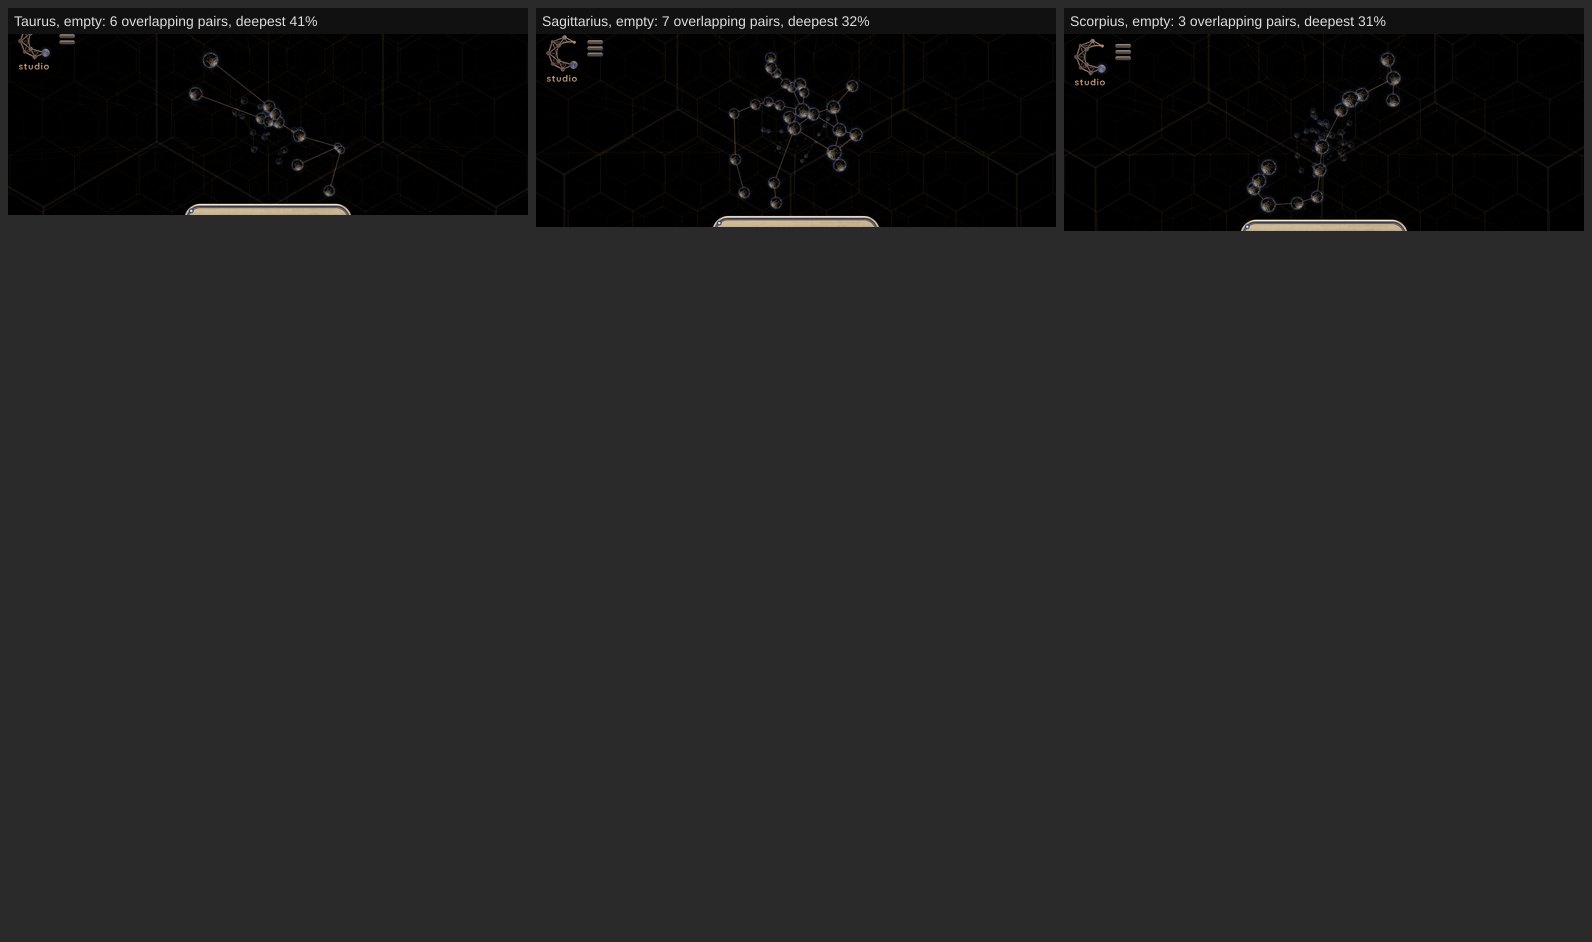 Taurus, empty: 6 overlapping pairs, deepest 41%
Sagittarius, empty: 7 overlapping pairs, deepest 32%
Scorpius, empty: 3 overlapping pairs, deepest 31%
studio
studio
studio